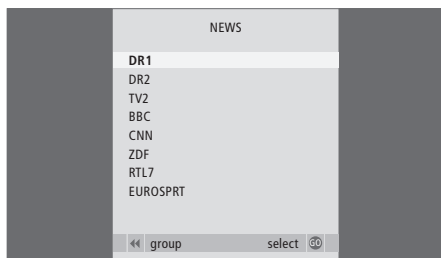 NEWS
DR1
DR2
TV2
BBC
CNN
ZDF
RTL7
EUROSPRT
group select GO